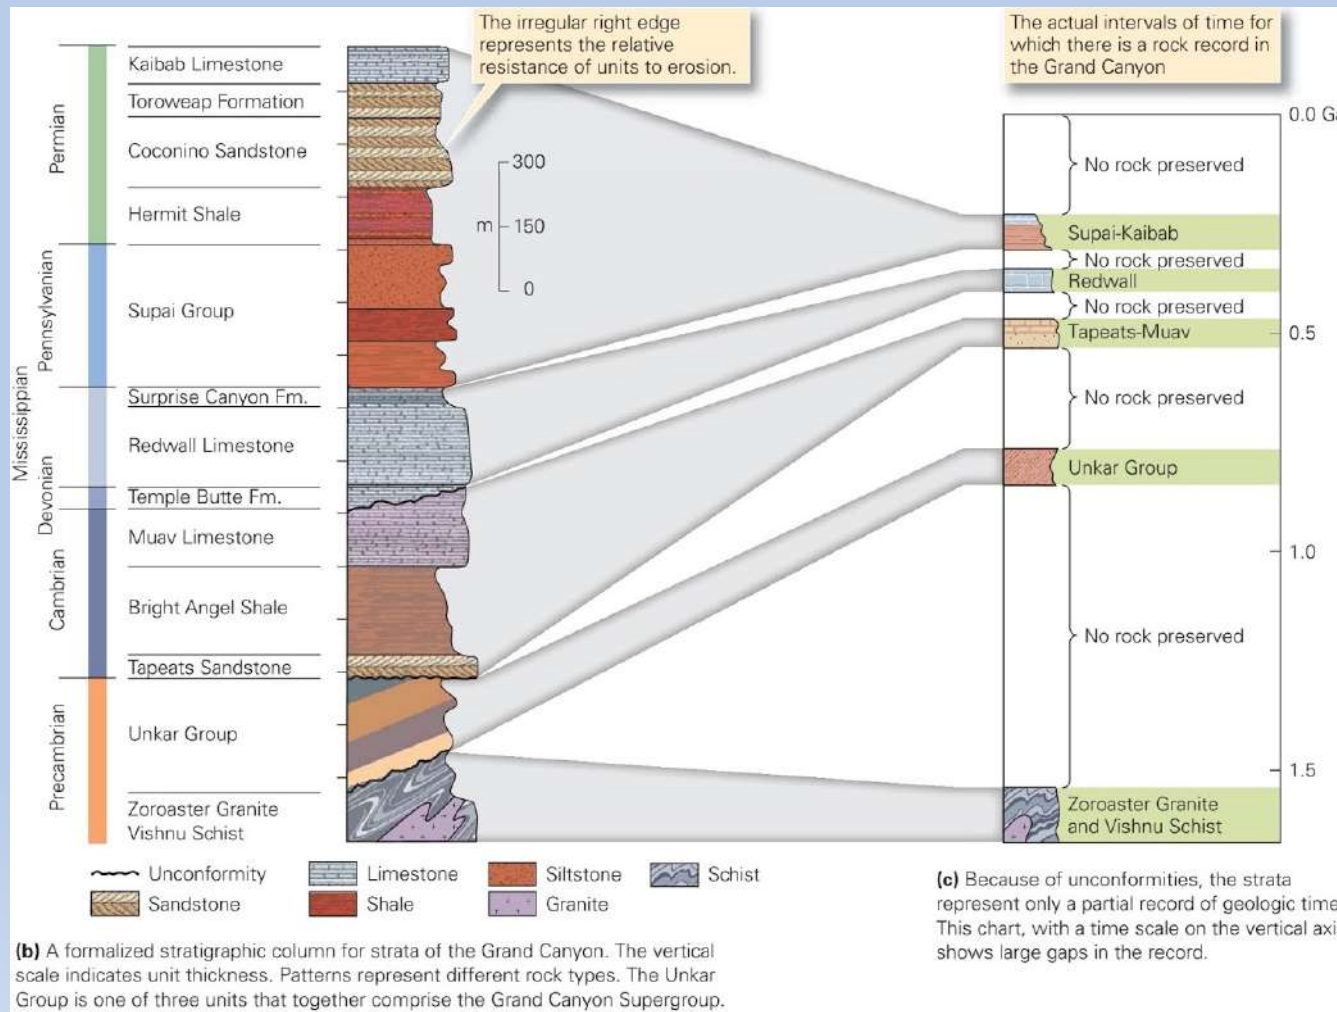 The irregular right edge
represents the relative
resistance of units to erosion.
The actual intervals of time for
which there is a rock record in
the Grand Canyon
Permian
Pennsylvanian
Mississippian
Devonian
Cambrian
Precambrian
Kaibab Limestone
Toroweap Formation
Coconino Sandstone
Hermit Shale
Supai Group
Surprise Canyon Fm.
Redwall Limestone
Temple Butte Fm.
Muav Limestone
Bright Angel Shale
Tapeats Sandstone
Unkar Group
Zoroaster Granite
Vishnu Schist
300
m 150
0
0.0 Ga
No rock preserved
Supai-Kaibab
No rock preserved
Redwall
No rock preserved
Tapeats-Muav
0.5
No rock preserved
Unkar Group
1.0
No rock preserved
1.5
Zoroaster Granite
and Vishnu Schist
Unconformity
Limestone
Siltstone
Schist
Sandstone
Shale
Granite
(b) A formalized stratigraphic column for strata of the Grand Canyon. The vertical
scale indicates unit thickness. Patterns represent different rock types. The Unkar
Group is one of three units that together comprise the Grand Canyon Supergroup.
(c) Because of unconformities, the strata
represent only a partial record of geologic time
This chart, with a time scale on the vertical axi
shows large gaps in the record.